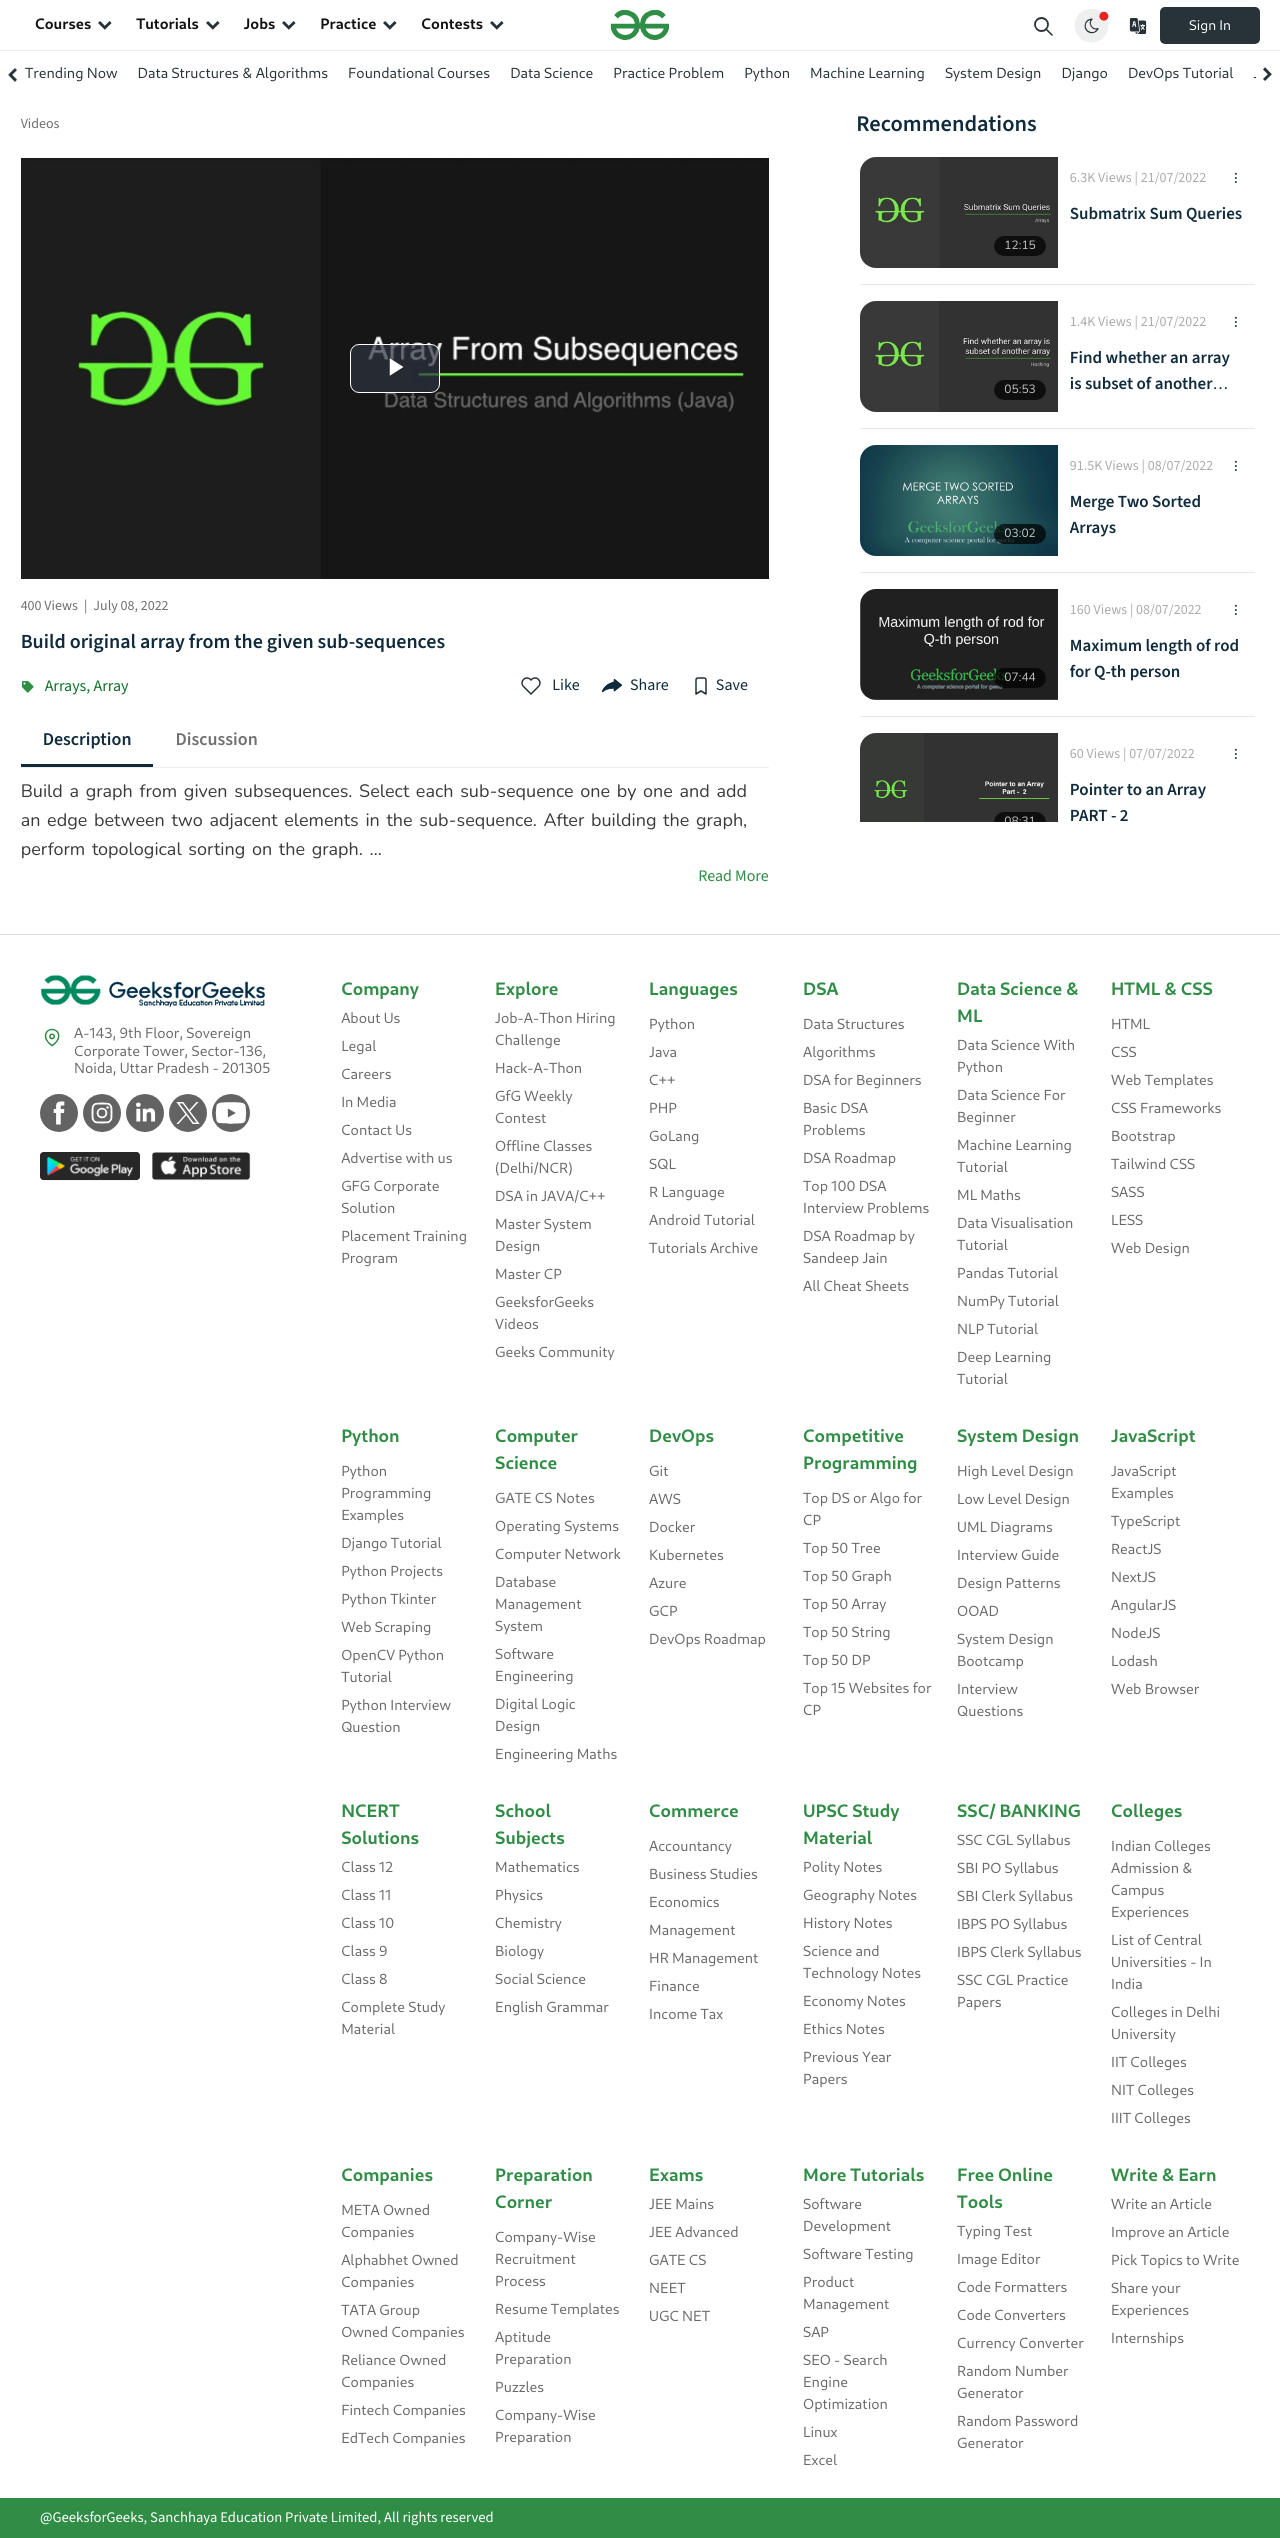 Courses Tutorials Jobs Practice Contests
Sign In
Trending Now Data Structures & Algorithms Foundational Courses Data Science Practice Problem Python Machine Learning System Design Django DevOps Tutorial
Videos
Array From Subsequences
Data Structures and Algorithms (Java)
400 Views | July 08, 2022
Build original array from the given sub-sequences
Arrays, Array
Like Share Save
Description Discussion
Build a graph from given subsequences. Select each sub-sequence one by one and add
an edge between two adjacent elements in the sub-sequence. After building the graph,
perform topological sorting on the graph. ...
Read More
Recommendations
Submatrix Sum Queries
Arrays
12:15
6.3K Views | 21/07/2022
Submatrix Sum Queries
Find whether an array is
subset of another array
Hashing
05:53
1.4K Views | 21/07/2022
Find whether an array
is subset of another...
MERGE TWO SORTED
ARRAYS
A computer science portal for
03:02
91.5K Views | 08/07/2022
Merge Two Sorted
Arrays
Maximum length of rod for
Q-th person
A computer science portal for
07:44
160 Views | 08/07/2022
Maximum length of rod
for Q-th person
Pointer to an Array
Part - 2
08:31
60 Views | 07/07/2022
Pointer to an Array
PART - 2
GeeksforGeeks
Sanchhaya Education Private Limited
A-143, 9th Floor, Sovereign
Corporate Tower, Sector-136,
Noida, Uttar Pradesh - 201305
GET IT ON
Google Play
Download on the
App Store
Company
About Us
Legal
Careers
In Media
Contact Us
Advertise with us
GFG Corporate
Solution
Placement Training
Program
Explore
Job-A-Thon Hiring
Challenge
Hack-A-Thon
GfG Weekly
Contest
Offline Classes
(Delhi/NCR)
DSA in JAVA/C++
Master System
Design
Master CP
GeeksforGeeks
Videos
Geeks Community
Languages
Python
Java
C++
PHP
GoLang
SQL
R Language
Android Tutorial
Tutorials Archive
DSA
Data Structures
Algorithms
DSA for Beginners
Basic DSA
Problems
DSA Roadmap
Top 100 DSA
Interview Problems
DSA Roadmap by
Sandeep Jain
All Cheat Sheets
Data Science &
ML
Data Science With
Python
Data Science For
Beginner
Machine Learning
Tutorial
ML Maths
Data Visualisation
Tutorial
Pandas Tutorial
NumPy Tutorial
NLP Tutorial
Deep Learning
Tutorial
HTML & CSS
HTML
CSS
Web Templates
CSS Frameworks
Bootstrap
Tailwind CSS
SASS
LESS
Web Design
Python
Python
Programming
Examples
Django Tutorial
Python Projects
Python Tkinter
Web Scraping
OpenCV Python
Tutorial
Python Interview
Question
Computer
Science
GATE CS Notes
Operating Systems
Computer Network
Database
Management
System
Software
Engineering
Digital Logic
Design
Engineering Maths
DevOps
Git
AWS
Docker
Kubernetes
Azure
GCP
DevOps Roadmap
Competitive
Programming
Top DS or Algo for
CP
Top 50 Tree
Top 50 Graph
Top 50 Array
Top 50 String
Top 50 DP
Top 15 Websites for
CP
System Design
High Level Design
Low Level Design
UML Diagrams
Interview Guide
Design Patterns
OOAD
System Design
Bootcamp
Interview
Questions
JavaScript
JavaScript
Examples
TypeScript
ReactJS
NextJS
AngularJS
NodeJS
Lodash
Web Browser
NCERT
Solutions
Class 12
Class 11
Class 10
Class 9
Class 8
Complete Study
Material
School
Subjects
Mathematics
Physics
Chemistry
Biology
Social Science
English Grammar
Commerce
Accountancy
Business Studies
Economics
Management
HR Management
Finance
Income Tax
UPSC Study
Material
Polity Notes
Geography Notes
History Notes
Science and
Technology Notes
Economy Notes
Ethics Notes
Previous Year
Papers
SSC/ BANKING
SSC CGL Syllabus
SBI PO Syllabus
SBI Clerk Syllabus
IBPS PO Syllabus
IBPS Clerk Syllabus
SSC CGL Practice
Papers
Colleges
Indian Colleges
Admission &
Campus
Experiences
List of Central
Universities - In
India
Colleges in Delhi
University
IIT Colleges
NIT Colleges
IIIT Colleges
Companies
META Owned
Companies
Alphabhet Owned
Companies
TATA Group
Owned Companies
Reliance Owned
Companies
Fintech Companies
EdTech Companies
Preparation
Corner
Company-Wise
Recruitment
Process
Resume Templates
Aptitude
Preparation
Puzzles
Company-Wise
Preparation
Exams
JEE Mains
JEE Advanced
GATE CS
NEET
UGC NET
More Tutorials
Software
Development
Software Testing
Product
Management
SAP
SEO - Search
Engine
Optimization
Linux
Excel
Free Online
Tools
Typing Test
Image Editor
Code Formatters
Code Converters
Currency Converter
Random Number
Generator
Random Password
Generator
Write & Earn
Write an Article
Improve an Article
Pick Topics to Write
Share your
Experiences
Internships
@GeeksforGeeks, Sanchhaya Education Private Limited, All rights reserved